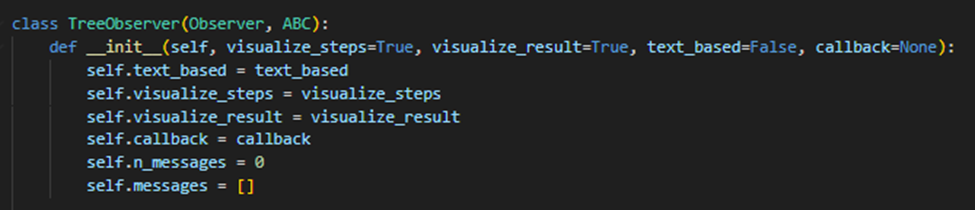 class TreeObserver(Observer, ABC):
    def __init__(self, visualize_steps=True, visualize_result=True, text_based=False, callback=None):
        self.text_based = text_based
        self.visualize_steps = visualize_steps
        self.visualize_result = visualize_result
        self.callback = callback
        self.n_messages = 0
        self.messages = []